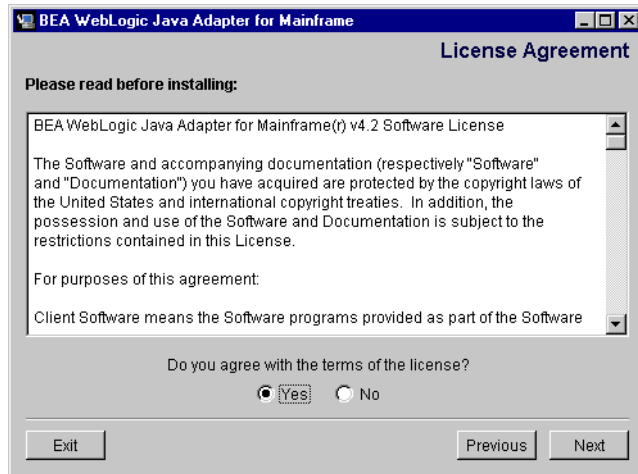 BEA WebLogic Java Adapter for Mainframe
License Agreement
Please read before installing:
BEA WebLogic Java Adapter for Mainframe(r) v4.2 Software License
The Software and accompanying documentation (respectively "Software"
and "Documentation") you have acquired are protected by the copyright laws of
the United States and international copyright treaties.  In addition, the
possession and use of the Software and Documentation is subject to the
restrictions contained in this License.
For purposes of this agreement:
Client Software means the Software programs provided as part of the Software
Do you agree with the terms of the license?
Yes No
Exit Previous Next